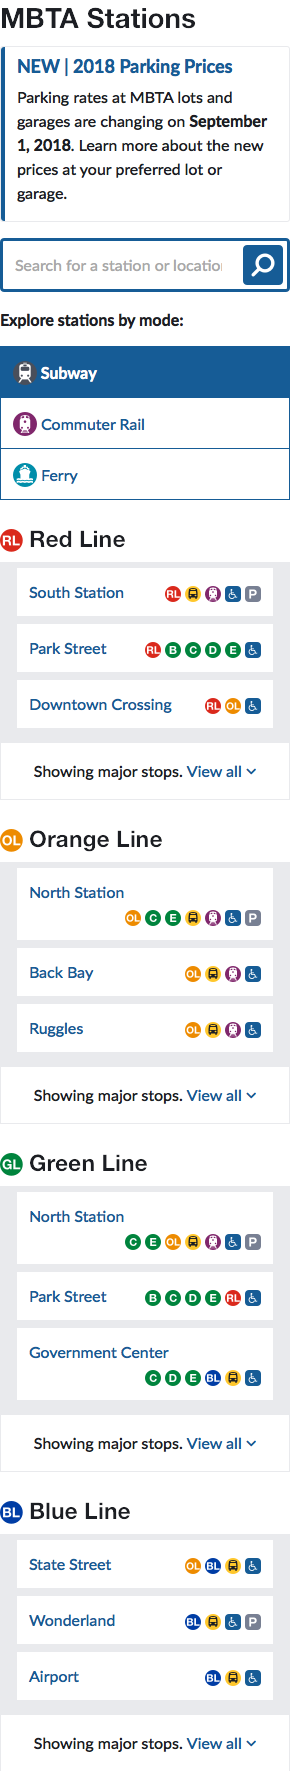 MBTA Stations
NEW | 2018 Parking Prices
Parking rates at MBTA lots and
garages are changing on September
1, 2018. Learn more about the new
prices at your preferred lot or
garage.
Search for a station or locatio
Explore stations by mode:
Subway
Commuter Rail
Ferry
RL Red Line
South Station RL P
Park Street RL B C D E
Downtown Crossing RL OL
Showing major stops. View all
OL Orange Line
North Station
OL C E P
Back Bay OL
Ruggles OL
Showing major stops. View all
GL Green Line
North Station
C E OL P
Park Street B C D E RL
Government Center
C D E BL
Showing major stops. View all
BL Blue Line
State Street OL BL
Wonderland BL P
Airport BL
Showing major stops. View all